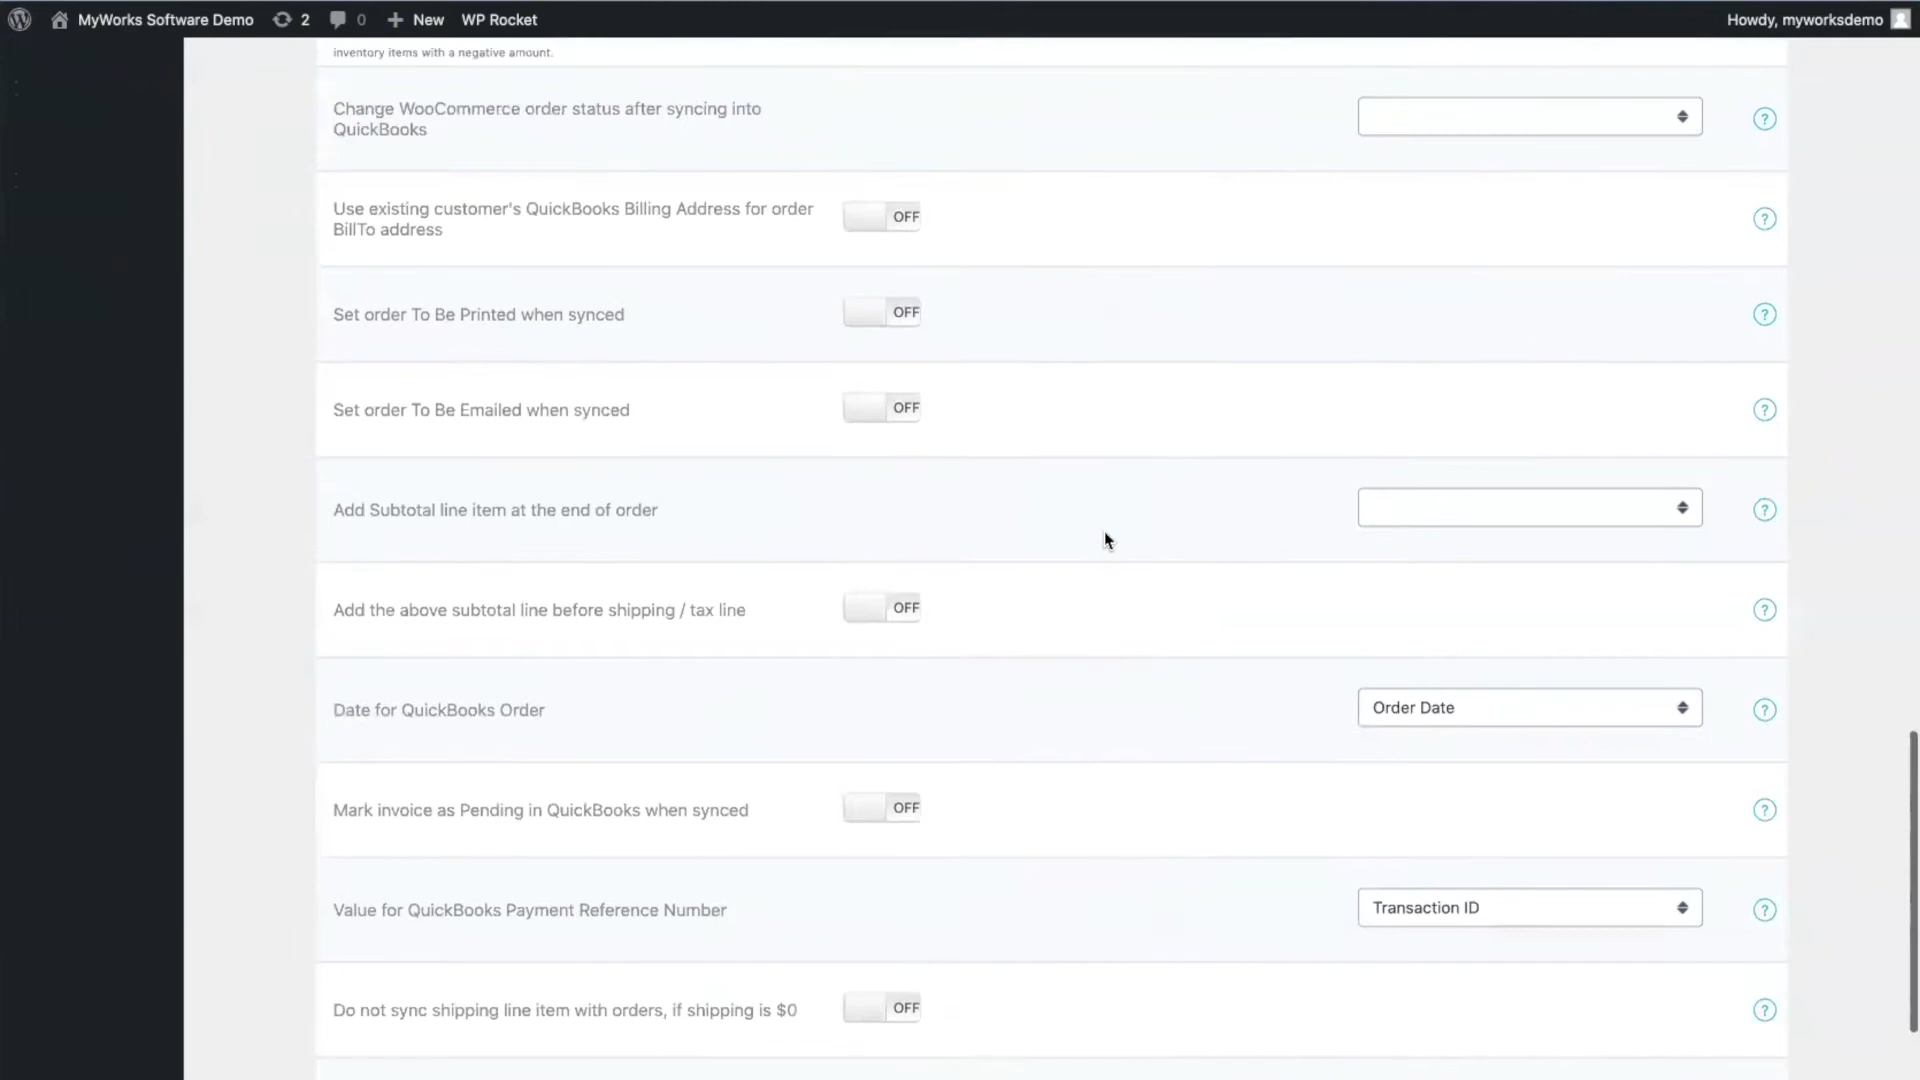 MyWorks Software Demo 2 0 New WP Rocket Howdy, myworksdemo
inventory items with a negative amount.
Change WooCommerce order status after syncing into
QuickBooks
?
Use existing customer's QuickBooks Billing Address for order
BillTo address
OFF
?
Set order To Be Printed when synced
OFF
?
Set order To Be Emailed when synced
OFF
?
Add Subtotal line item at the end of order
?
Add the above subtotal line before shipping / tax line
OFF
?
Date for QuickBooks Order
Order Date
?
Mark invoice as Pending in QuickBooks when synced
OFF
?
Value for QuickBooks Payment Reference Number
Transaction ID
?
Do not sync shipping line item with orders, if shipping is $0
OFF
?